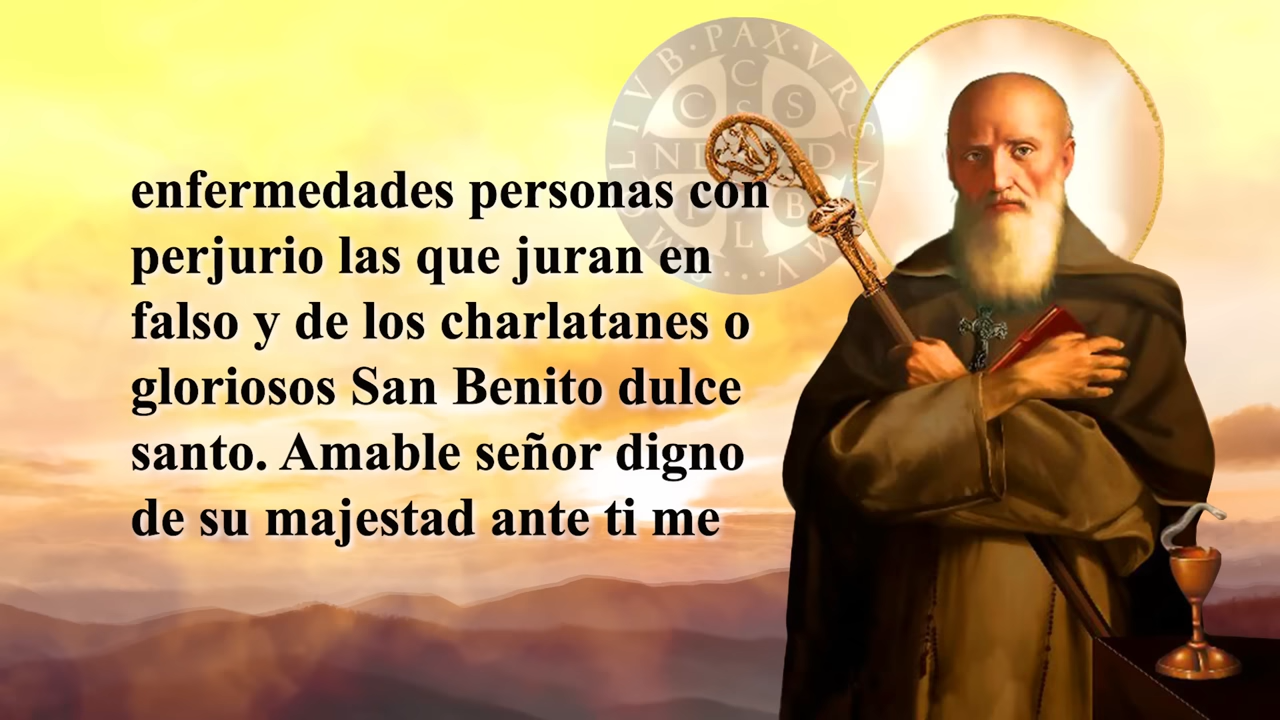 enfermedades personas con
perjurio las que juran en
falso y de los charlatanes o
gloriosos San Benito dulce
santo. Amable señor digno
de su majestad ante ti me
PAX
C
C S
S
N D D
P L B